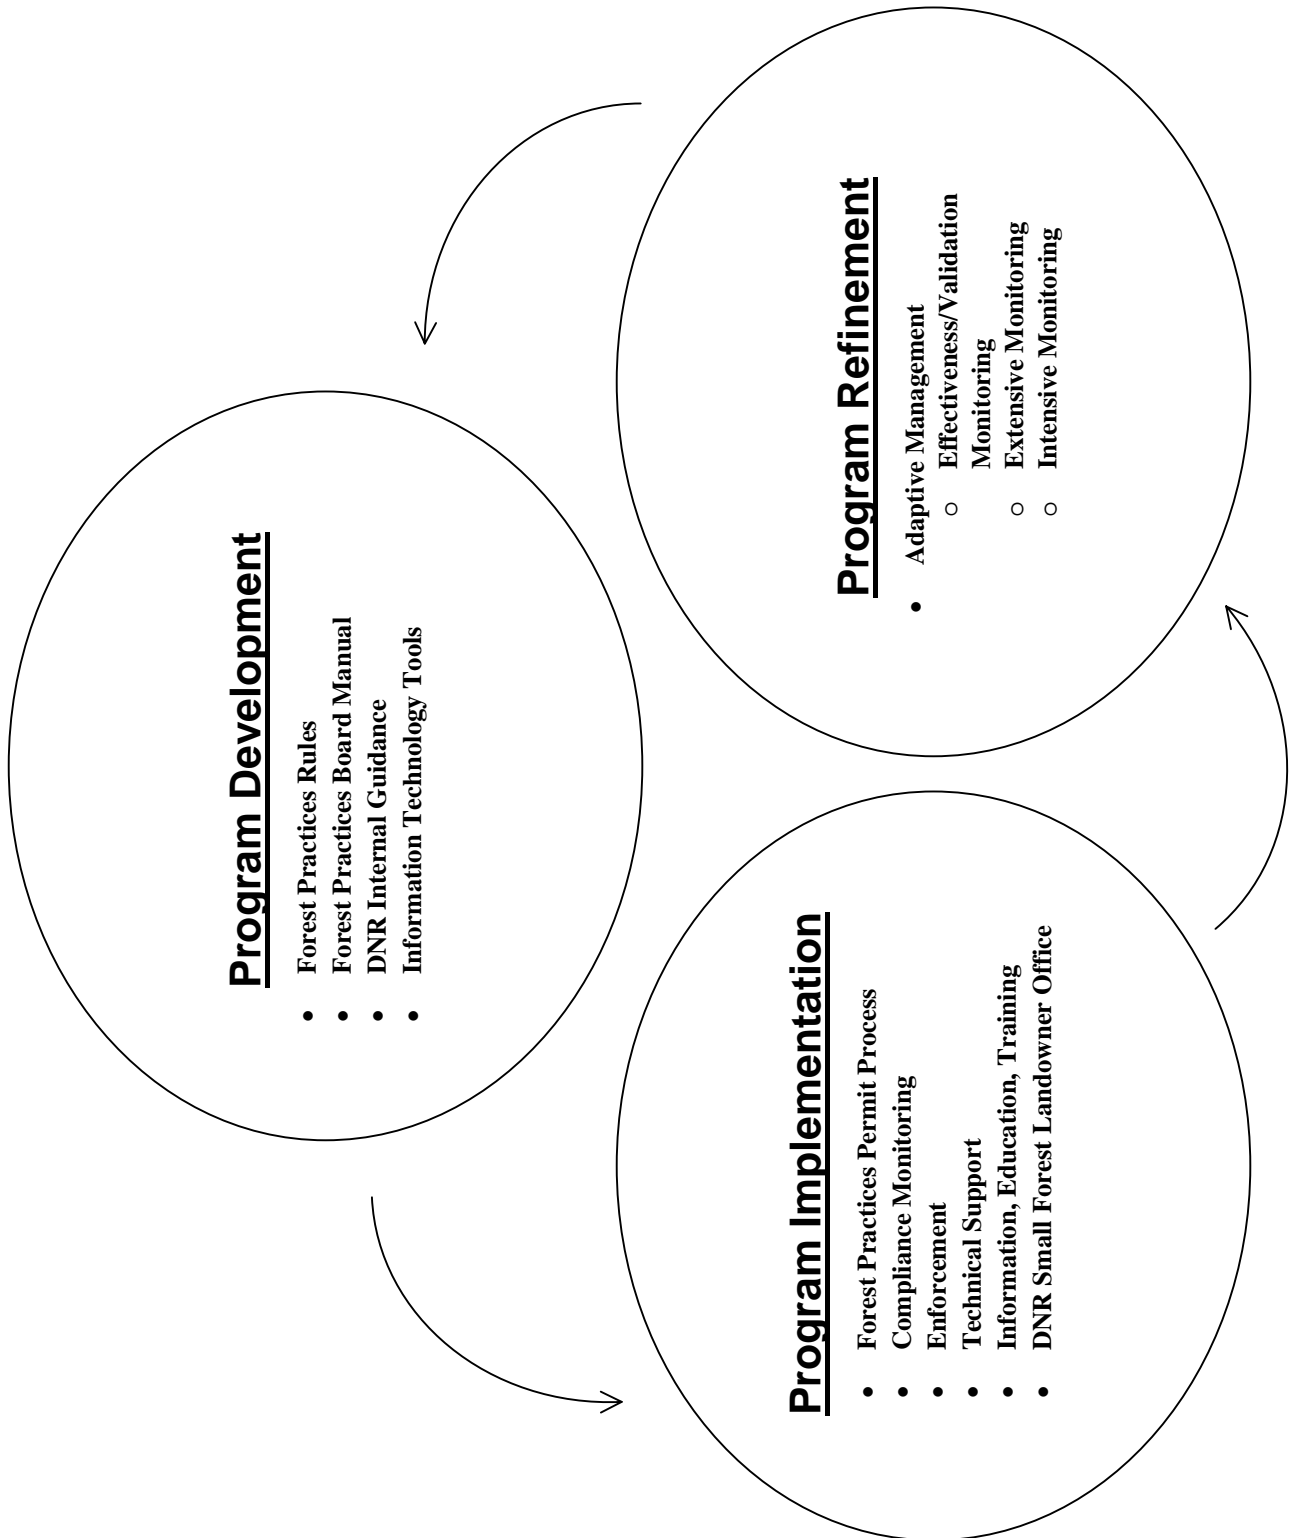 Program Development
• Forest Practices Rules
• Forest Practices Board Manual
• DNR Internal Guidance
• Information Technology Tools
Program Implementation
• Forest Practices Permit Process
• Compliance Monitoring
• Enforcement
• Technical Support
• Information, Education, Training
• DNR Small Forest Landowner Office
Program Refinement
• Adaptive Management
○ Effectiveness/Validation
Monitoring
○ Extensive Monitoring
○ Intensive Monitoring